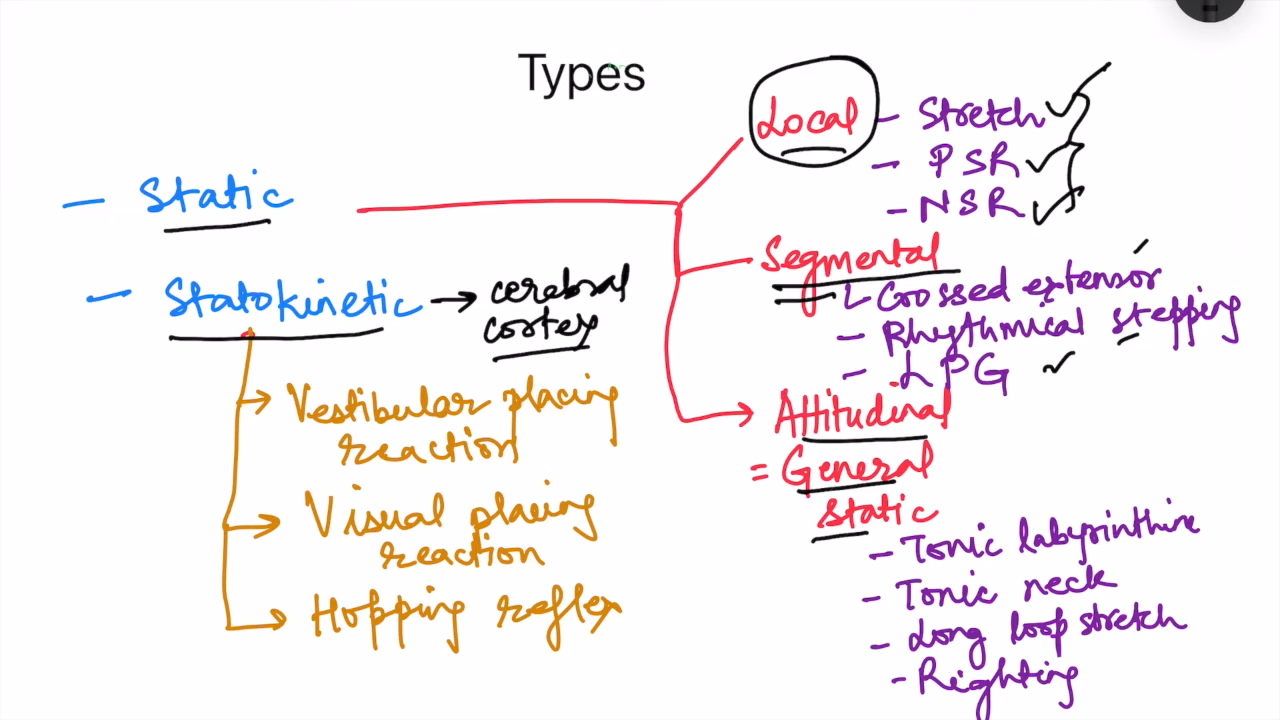 Types
- Static
- Statokinetic → cerebral
cortex
→ Vestibular placing
reaction
→ Visual placing
reaction
→ Hopping reflex
Local - Stretch ✓
- PSR ✓
- NSR ✓
Segmental
Crossed extensor
- Rhythmical stepping
- LPG ✓
→ Attitudinal
= General
static
- Tonic labyrinthine
- Tonic neck
- Long loop stretch
- Righting